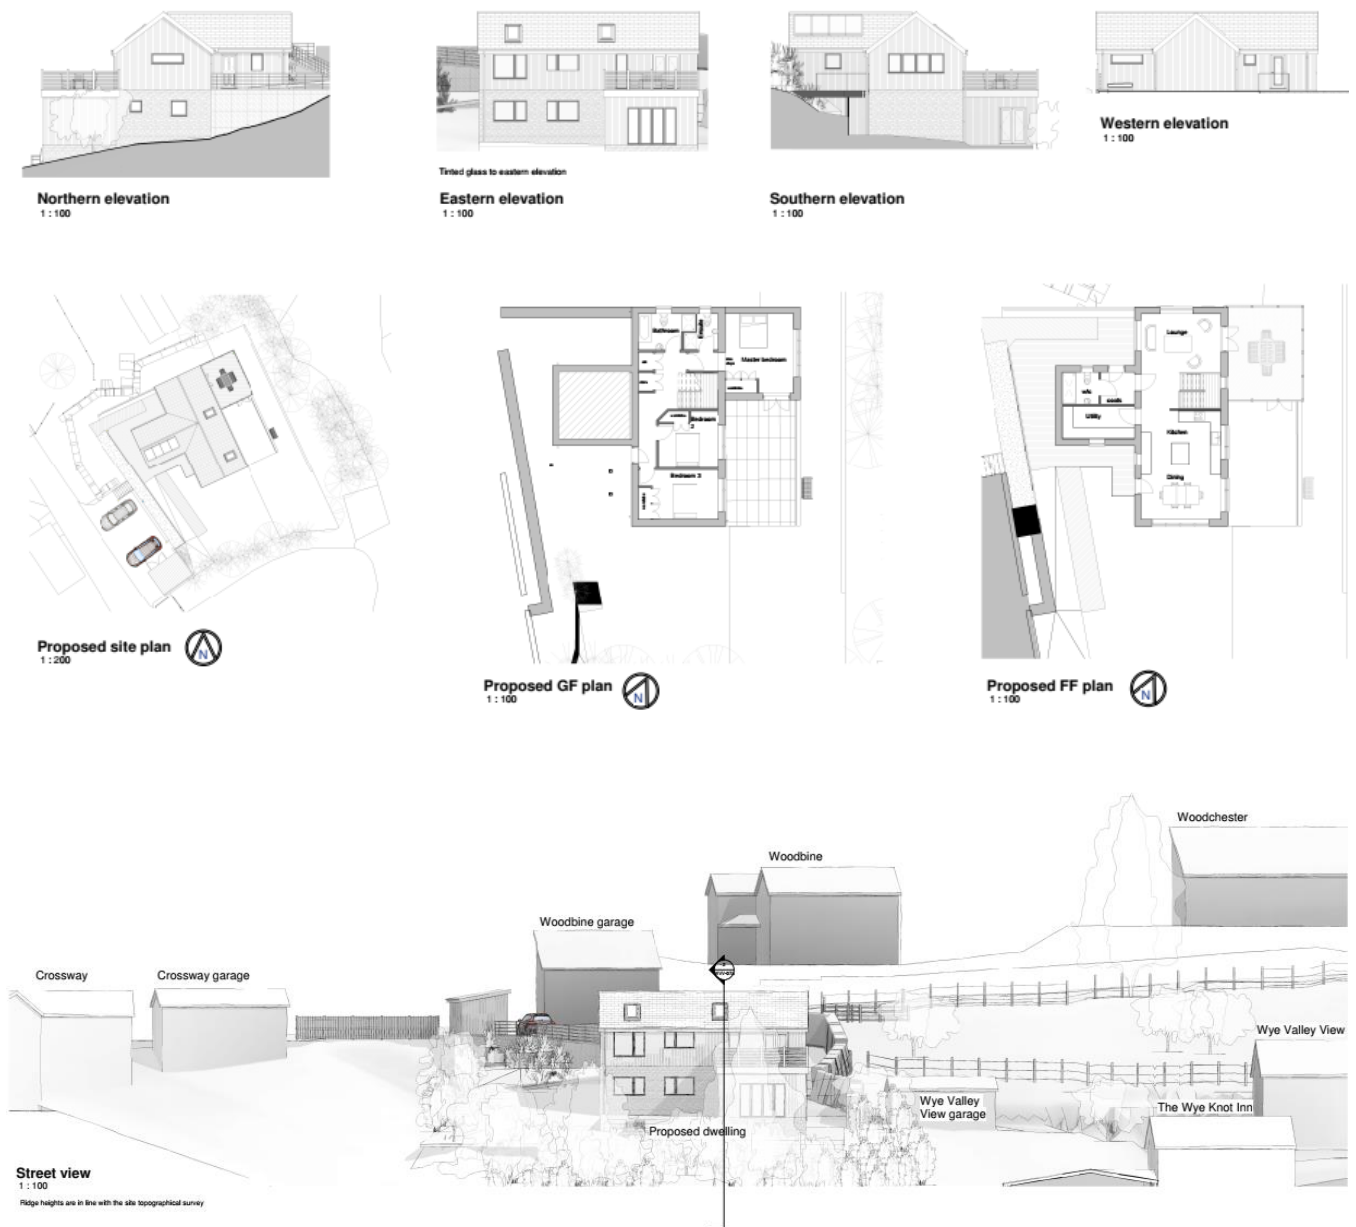 Northern elevation
1 : 100
Tinted glass to eastern elevation
Eastern elevation
1 : 100
Southern elevation
1 : 100
Western elevation
1 : 100
Proposed site plan
1 : 200
N
Bathroom
Ensuite
Master bedroom
Bedroom
2
Bedroom 3
Proposed GF plan
1 : 100
N
Lounge
w/c
coats
Utility
Kitchen
Dining
Proposed FF plan
1 : 100
N
Woodchester
Woodbine
Woodbine garage
Crossway
Crossway garage
Wye Valley View
Wye Valley
View garage
The Wye Knot Inn
Proposed dwelling
Street view
1 : 100
Ridge heights are in line with the site topographical survey